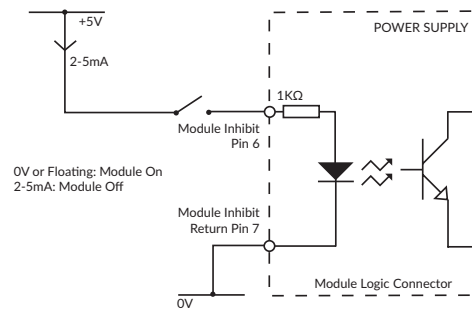 +5V
POWER SUPPLY
2-5mA
1KΩ
Module Inhibit
Pin 6
0V or Floating: Module On
2-5mA: Module Off
Module Inhibit
Return Pin 7
Module Logic Connector
0V